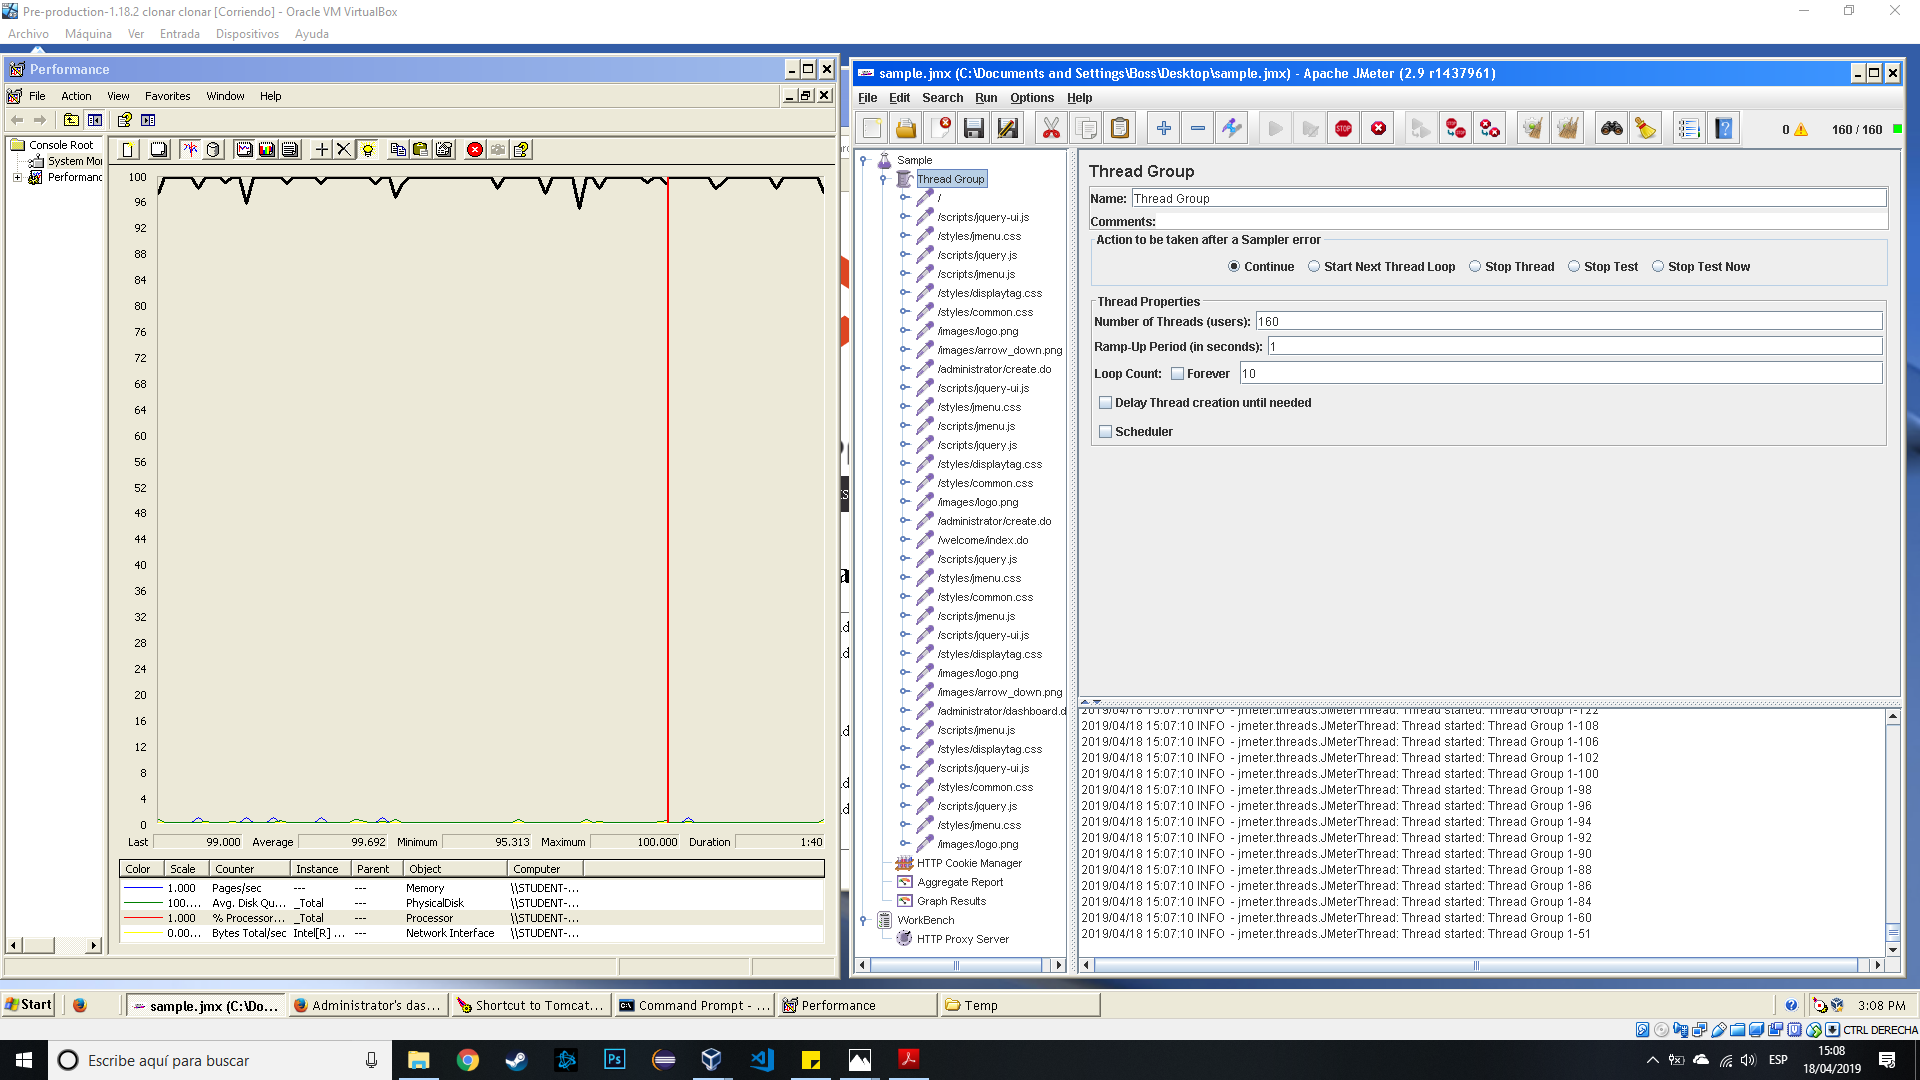 Pre-production-1.18.2 clonar clonar [Corriendo] - Oracle VM VirtualBox
Archivo Máquina Ver Entrada Dispositivos Ayuda
Performance
File Action View Favorites Window Help
Console Root
System Mo
Performanc
100
96
92
88
84
80
76
72
68
64
60
56
52
48
44
40
36
32
28
24
20
16
12
8
4
0
Last 99.000 Average 99.692 Minimum 95.313 Maximum 100.000 Duration 1:40
Color Scale Counter Instance Parent Object Computer
1.000 Pages/sec --- --- Memory \\STUDENT-...
100.... Avg. Disk Qu... _Total --- PhysicalDisk \\STUDENT-...
1.000 % Processor... _Total --- Processor \\STUDENT-...
0.00... Bytes Total/sec Intel[R] ... --- Network Interface \\STUDENT-...
sample.jmx (C:\Documents and Settings\Boss\Desktop\sample.jmx) - Apache JMeter (2.9 r1437961)
File Edit Search Run Options Help
0 160 / 160
Sample
Thread Group
/
/scripts/jquery-ui.js
/styles/jmenu.css
/scripts/jquery.js
/scripts/jmenu.js
/styles/displaytag.css
/styles/common.css
/images/logo.png
/images/arrow_down.png
/administrator/create.do
/scripts/jquery-ui.js
/styles/jmenu.css
/scripts/jmenu.js
/scripts/jquery.js
/styles/displaytag.css
/styles/common.css
/images/logo.png
/administrator/create.do
/welcome/index.do
/scripts/jquery.js
/styles/jmenu.css
/styles/common.css
/scripts/jmenu.js
/scripts/jquery-ui.js
/styles/displaytag.css
/images/logo.png
/images/arrow_down.png
/administrator/dashboard.d
/scripts/jmenu.js
/styles/displaytag.css
/scripts/jquery-ui.js
/styles/common.css
/scripts/jquery.js
/styles/jmenu.css
/images/logo.png
HTTP Cookie Manager
Aggregate Report
Graph Results
WorkBench
HTTP Proxy Server
Thread Group
Name: Thread Group
Comments:
Action to be taken after a Sampler error
Continue Start Next Thread Loop Stop Thread Stop Test Stop Test Now
Thread Properties
Number of Threads (users): 160
Ramp-Up Period (in seconds): 1
Loop Count: Forever 10
Delay Thread creation until needed
Scheduler
2019/04/18 15:07:10 INFO - jmeter.threads.JMeterThread: Thread started: Thread Group 1-122
2019/04/18 15:07:10 INFO - jmeter.threads.JMeterThread: Thread started: Thread Group 1-108
2019/04/18 15:07:10 INFO - jmeter.threads.JMeterThread: Thread started: Thread Group 1-106
2019/04/18 15:07:10 INFO - jmeter.threads.JMeterThread: Thread started: Thread Group 1-102
2019/04/18 15:07:10 INFO - jmeter.threads.JMeterThread: Thread started: Thread Group 1-100
2019/04/18 15:07:10 INFO - jmeter.threads.JMeterThread: Thread started: Thread Group 1-98
2019/04/18 15:07:10 INFO - jmeter.threads.JMeterThread: Thread started: Thread Group 1-96
2019/04/18 15:07:10 INFO - jmeter.threads.JMeterThread: Thread started: Thread Group 1-94
2019/04/18 15:07:10 INFO - jmeter.threads.JMeterThread: Thread started: Thread Group 1-92
2019/04/18 15:07:10 INFO - jmeter.threads.JMeterThread: Thread started: Thread Group 1-90
2019/04/18 15:07:10 INFO - jmeter.threads.JMeterThread: Thread started: Thread Group 1-88
2019/04/18 15:07:10 INFO - jmeter.threads.JMeterThread: Thread started: Thread Group 1-86
2019/04/18 15:07:10 INFO - jmeter.threads.JMeterThread: Thread started: Thread Group 1-84
2019/04/18 15:07:10 INFO - jmeter.threads.JMeterThread: Thread started: Thread Group 1-60
2019/04/18 15:07:10 INFO - jmeter.threads.JMeterThread: Thread started: Thread Group 1-51
Start sample.jmx (C:\Do... Administrator's das... Shortcut to Tomcat... Command Prompt - ... Performance Temp 3:08 PM
CTRL DERECHA
Escribe aquí para buscar
ESP
15:08
18/04/2019